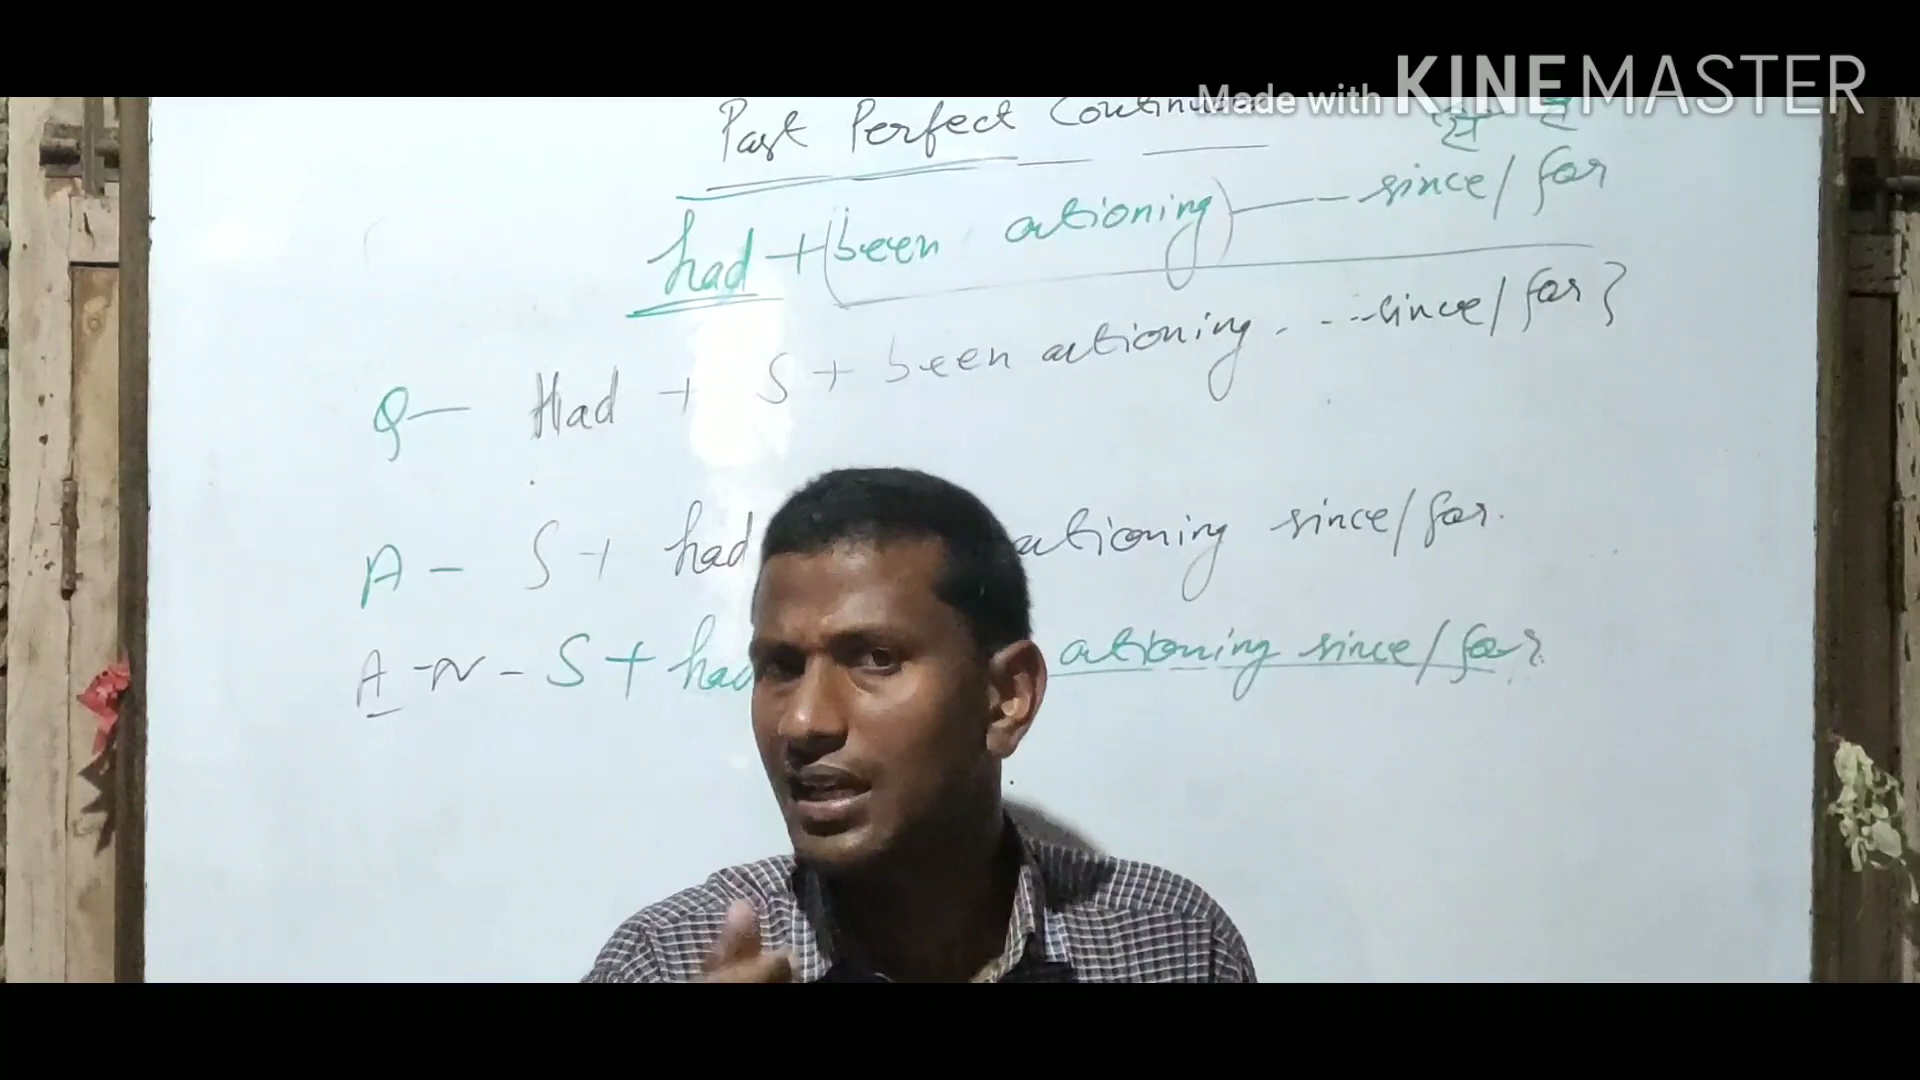 Made with KINEMASTER
Past Perfect
had + (been actioning) — since/for
Q — Had + S + been actioning - - - since/for?
A - S + had actioning since/for.
A - N - S + had actioning since/for.